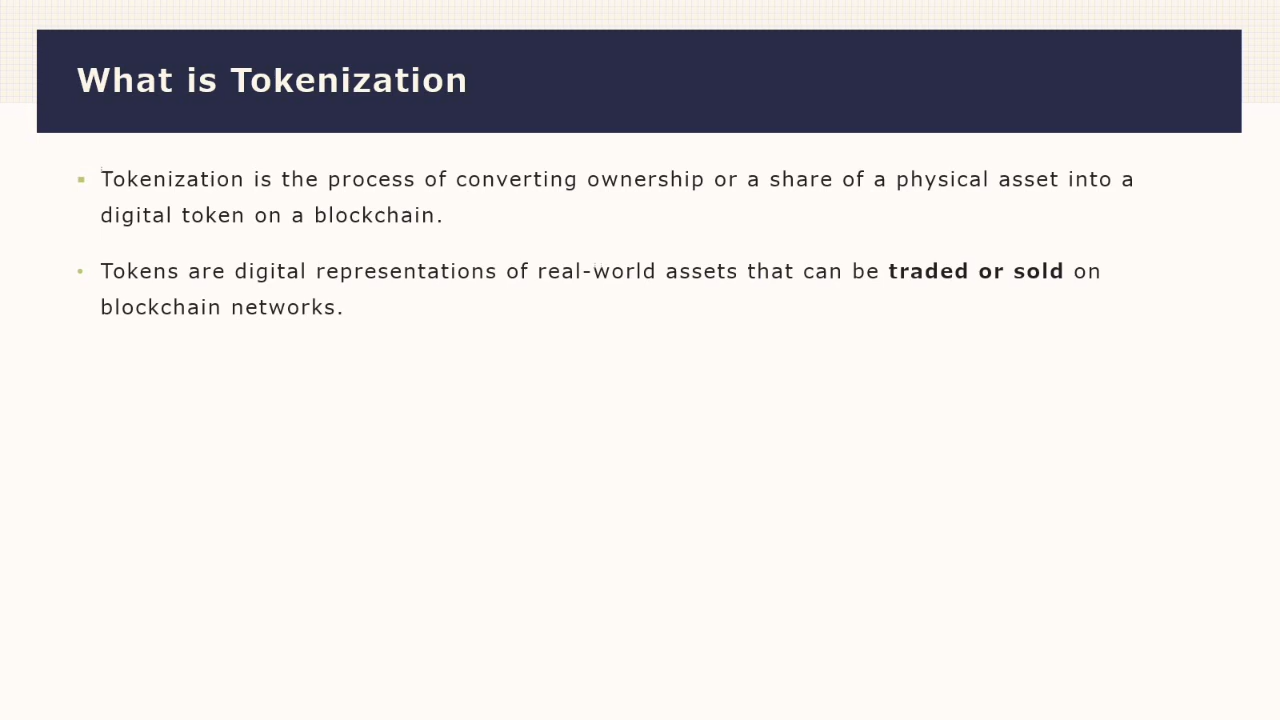 What is Tokenization
▪ Tokenization is the process of converting ownership or a share of a physical asset into a
digital token on a blockchain.
• Tokens are digital representations of real-world assets that can be traded or sold on
blockchain networks.